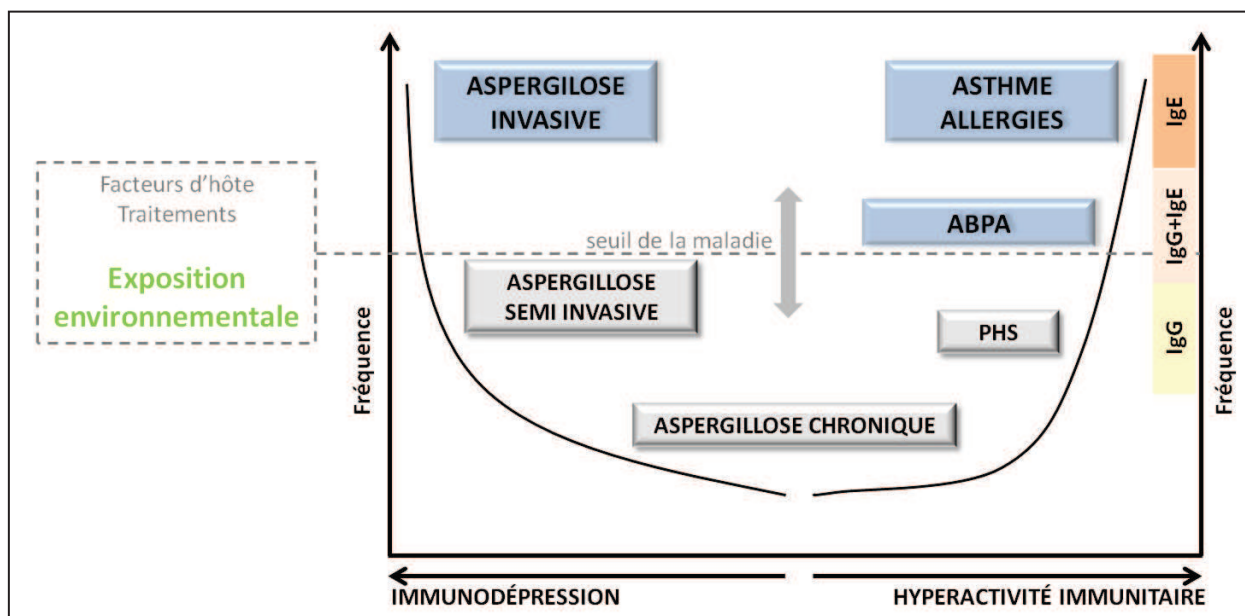 ASPERGILOSE
INVASIVE
ASTHME
ALLERGIES
IgE
Facteurs d'hôte
Traitements
Exposition
environnementale
seuil de la maladie
ABPA
IgG+IgE
ASPERGILLOSE
SEMI INVASIVE
PHS
IgG
Fréquence
Fréquence
ASPERGILLOSE CHRONIQUE
IMMUNODÉPRESSION
HYPERACTIVITÉ IMMUNITAIRE